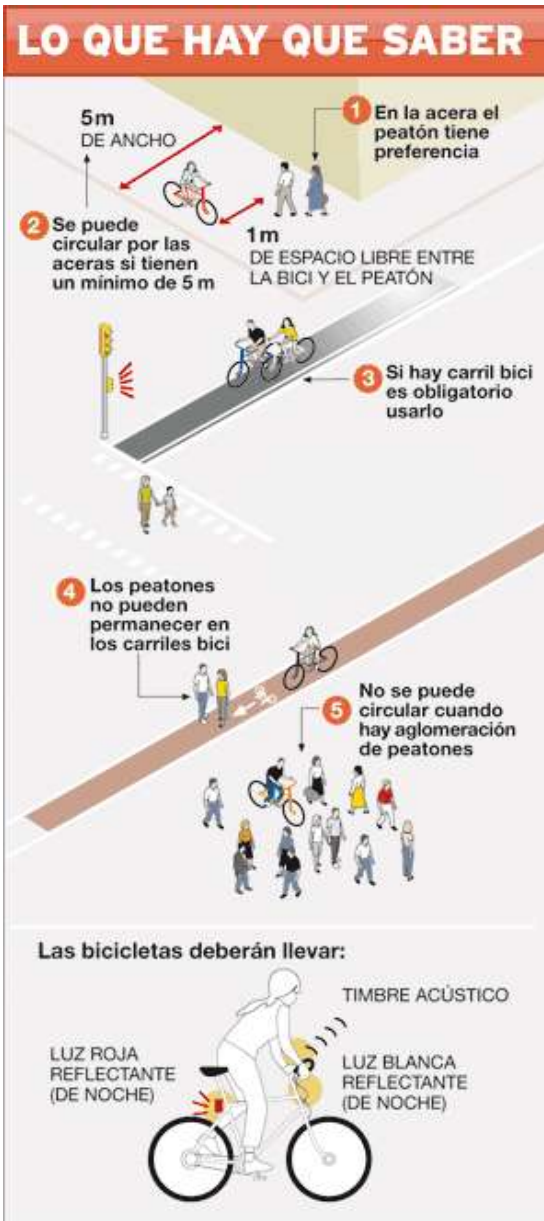 LO QUE HAY QUE SABER
1 En la acera el
peatón tiene
preferencia
5 m
DE ANCHO
2 Se puede
circular por las
aceras si tienen
un mínimo de 5 m
1 m
DE ESPACIO LIBRE ENTRE
LA BICI Y EL PEATÓN
3 Si hay carril bici
es obligatorio
usarlo
4 Los peatones
no pueden
permanecer en
los carriles bici
5 No se puede
circular cuando
hay aglomeración
de peatones
Las bicicletas deberán llevar:
TIMBRE ACÚSTICO
LUZ ROJA
REFLECTANTE
(DE NOCHE)
LUZ BLANCA
REFLECTANTE
(DE NOCHE)